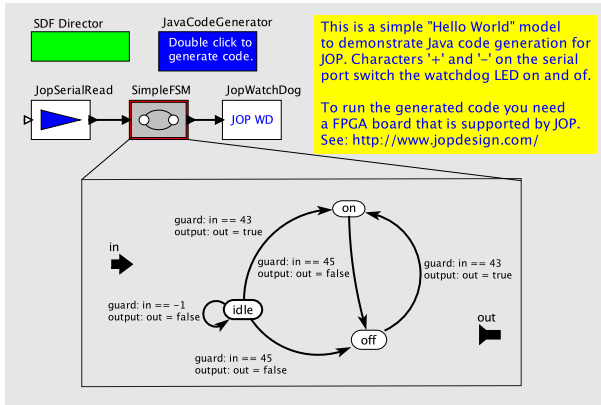 SDF Director
JavaCodeGenerator
Double click to
generate code.
This is a simple "Hello World" model
to demonstrate Java code generation for
JOP. Characters '+' and '-' on the serial
port switch the watchdog LED on and of.
To run the generated code you need
a FPGA board that is supported by JOP.
See: http://www.jopdesign.com/
JopSerialRead
SimpleFSM
JopWatchDog
JOP WD
on
guard: in == 43
output: out = true
in
guard: in == 45
output: out = false
guard: in == 43
output: out = true
guard: in == -1
output: out = false
idle
off
out
guard: in == 45
output: out = false